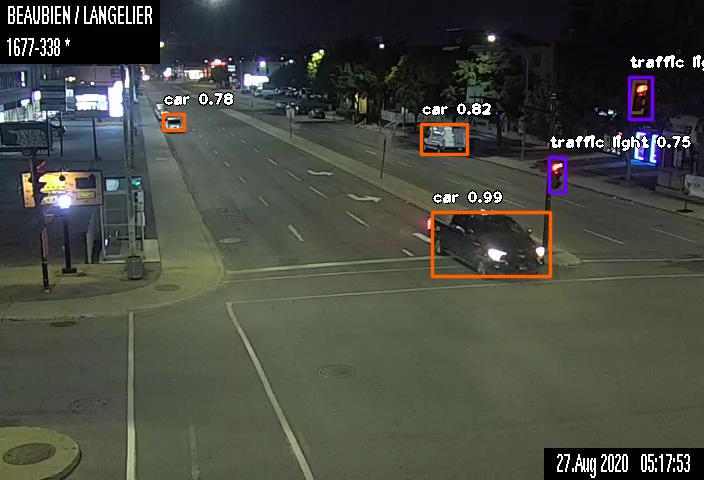 BEAUBIEN / LANGELIER
1677-338 *
traffic lig
car 0.78
car 0.82
traffic light 0.75
car 0.99
27.Aug 2020 05:17:53